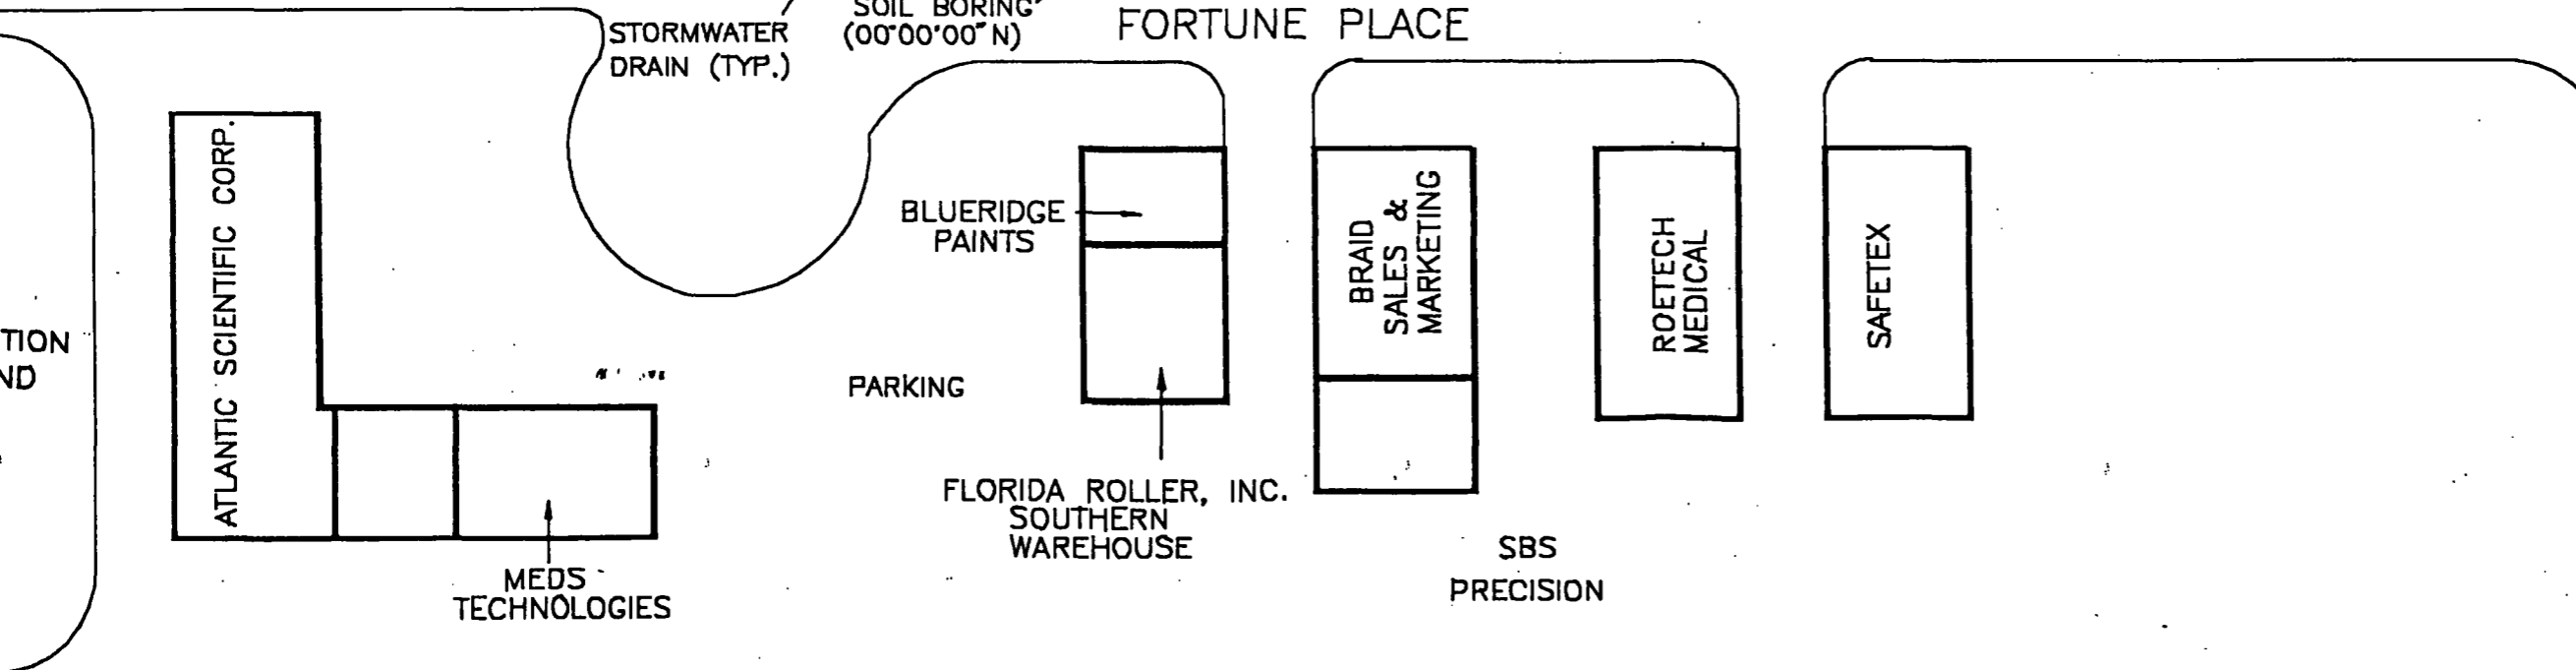 SOIL BORING
(00°00'00" N)
STORMWATER
DRAIN (TYP.)
FORTUNE PLACE
ATLANTIC SCIENTIFIC CORP.
BLUERIDGE
PAINTS
BRAID
SALES &
MARKETING
ROETECH
MEDICAL
SAFETEX
TION
ND
PARKING
FLORIDA ROLLER, INC.
SOUTHERN
WAREHOUSE
SBS
PRECISION
MEDS
TECHNOLOGIES